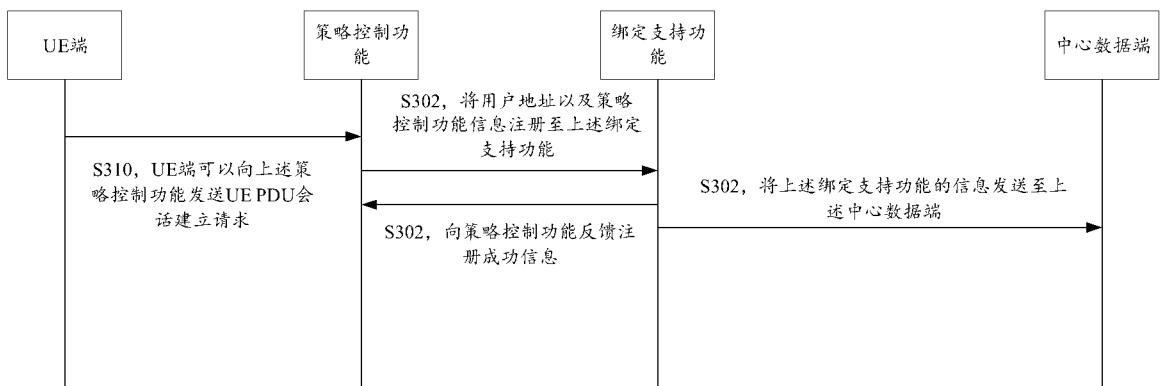 UE端
策略控制功
能
绑定支持功
能
中心数据端
S302，将用户地址以及策略
控制功能信息注册至上述绑定
支持功能
S310，UE端可以向上述策
略控制功能发送UE PDU会
话建立请求
S302，将上述绑定支持功能的信息发送至上
述中心数据端
S302，向策略控制功能反馈注
册成功信息